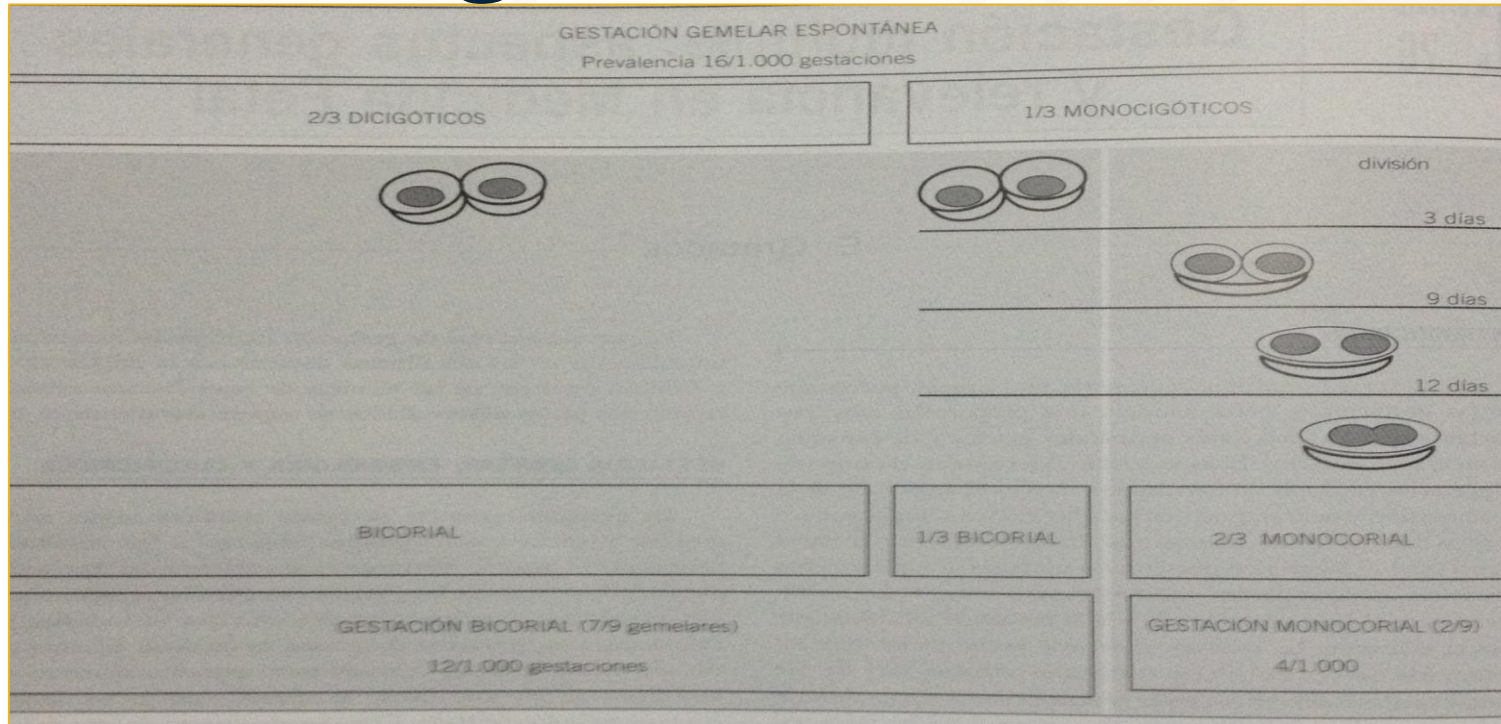 GESTACIÓN GEMELAR ESPONTÁNEA
Prevalencia 16/1.000 gestaciones
2/3 DICIGÓTICOS
1/3 MONOCIGÓTICOS
división
3 días
9 días
12 días
BICORIAL
1/3 BICORIAL
2/3 MONOCORIAL
GESTACIÓN BICORIAL (7/9 gemelares)
12/1.000 gestaciones
GESTACIÓN MONOCORIAL (2/9)
4/1.000